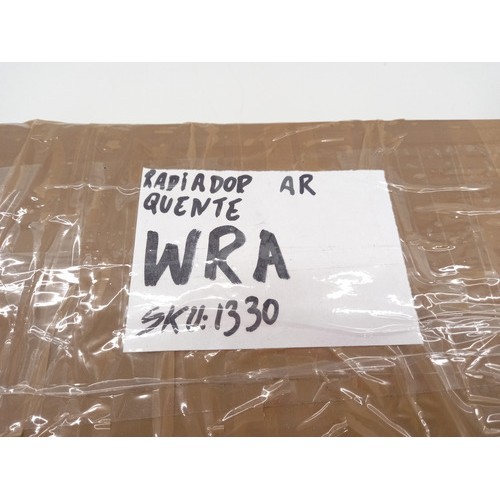 RADIADOR AR
QUENTE
WRA
SKU:1330